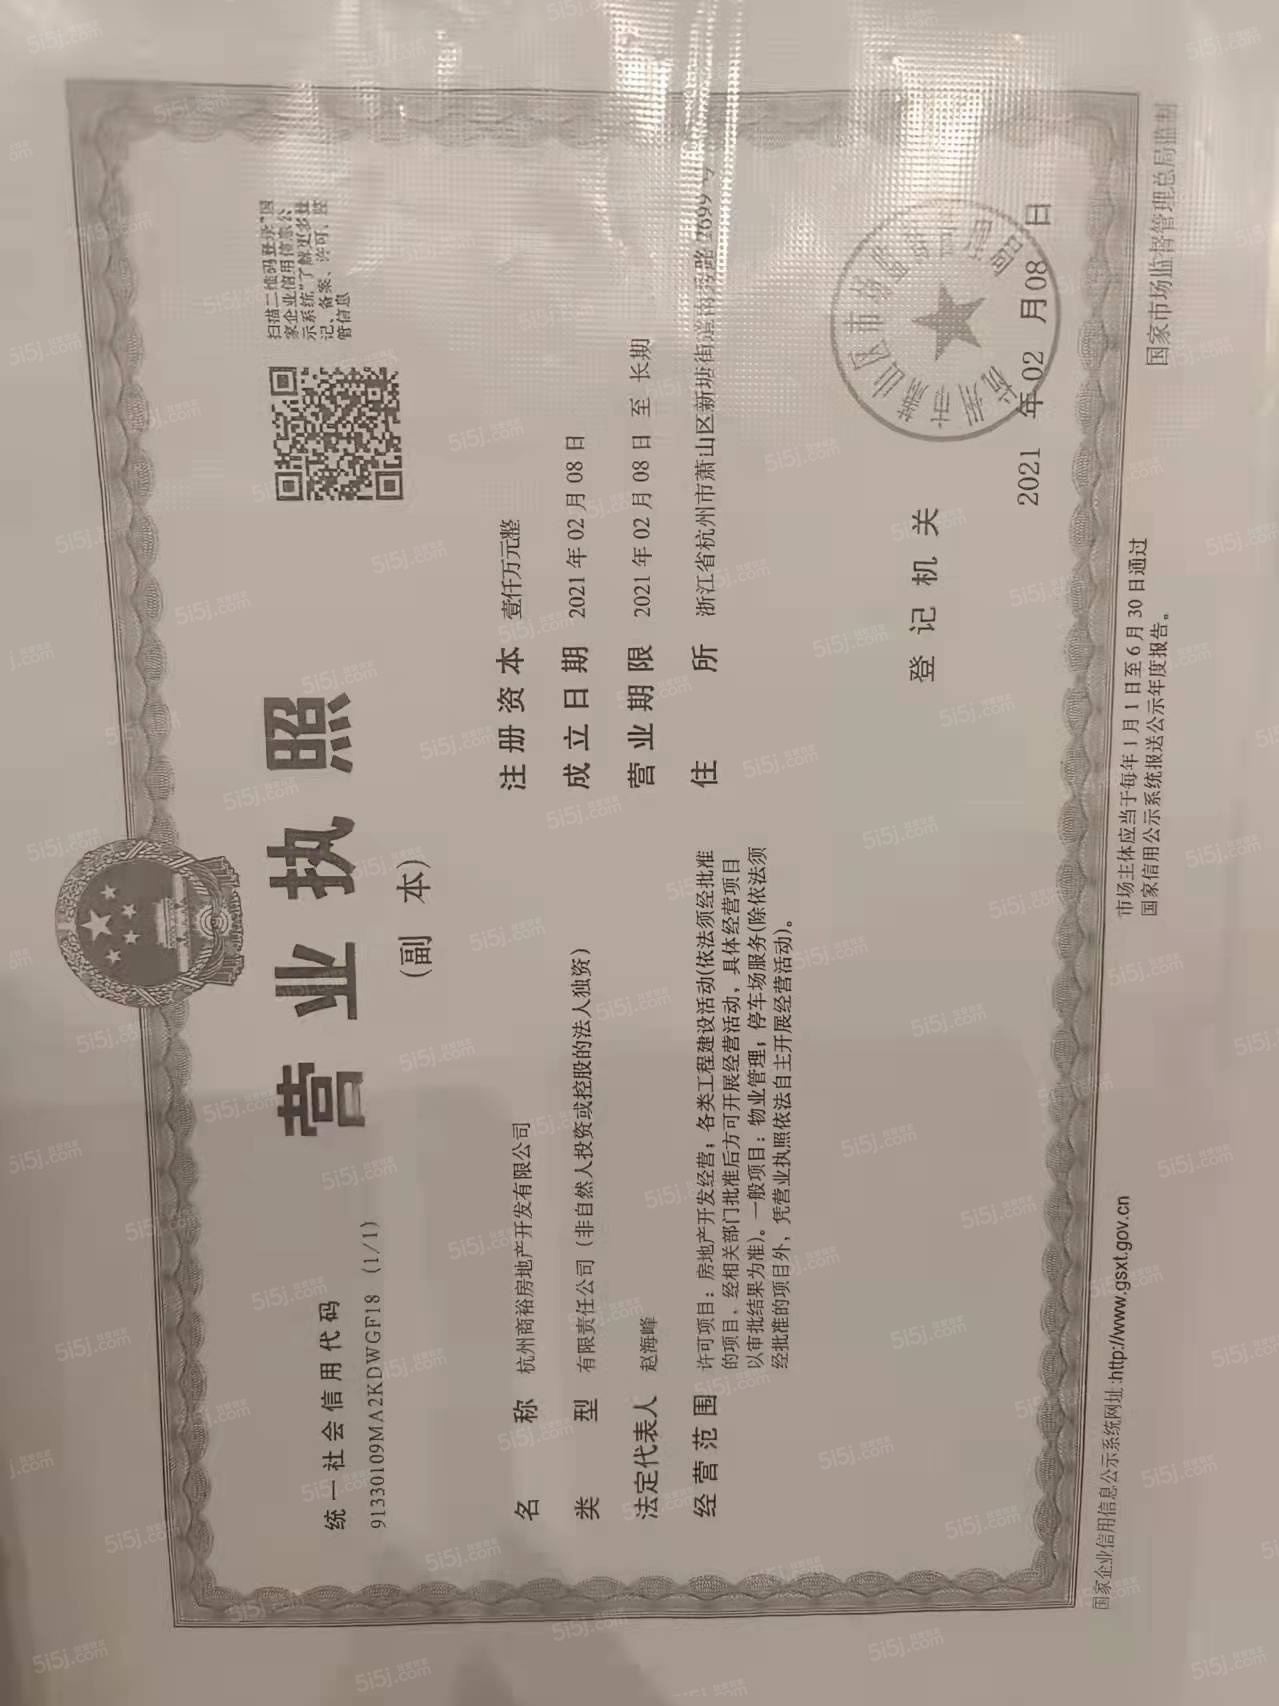 营业执照
(副 本)
统一社会信用代码
91330109MA2KDWGF18 (1/1)
扫描二维码登录“国
家企业信用信息公
示系统”了解更多登
记、备案、许可、监
管信息
名 称 杭州商裕房地产开发有限公司
类 型 有限责任公司（非自然人投资或控股的法人独资）
法定代表人 赵海峰
经营范围 许可项目：房地产开发经营；各类工程建设活动(依法须经批准
的项目，经相关部门批准后方可开展经营活动，具体经营项目
以审批结果为准)。一般项目：物业管理；停车场服务(除依法须
经批准的项目外，凭营业执照依法自主开展经营活动)。
注册资本 壹仟万元整
成立日期 2021年02月08日
营业期限 2021年02月08日 至 长期
住 所 浙江省杭州市萧山区新塘街道南秀路2699号
登记机关
杭州市萧山区市场监督管理局
2021 年 02 月 08 日
国家企业信用信息公示系统网址:http://www.gsxt.gov.cn
市场主体应当于每年1月1日至6月30日通过
国家信用公示系统报送公示年度报告。
国家市场监督管理总局监制
5i5j.com